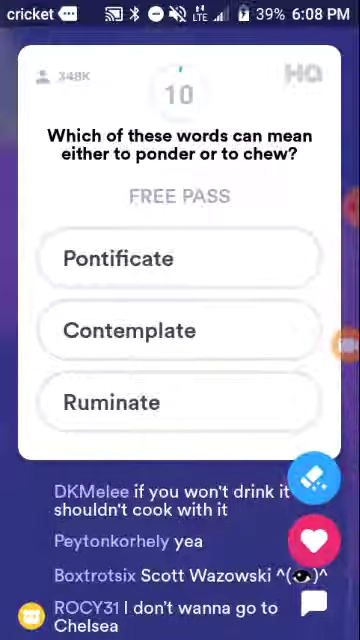 cricket 39% 6:08 PM
LTE
348K
HQ
10
Which of these words can mean
either to ponder or to chew?
FREE PASS
Pontificate
Contemplate
Ruminate
DKMelee if you won't drink it
shouldn't cook with it
Peytonkorhely yea
Boxtrotsix Scott Wazowski ^(👁)^
ROCY31 I don't wanna go to
Chelsea